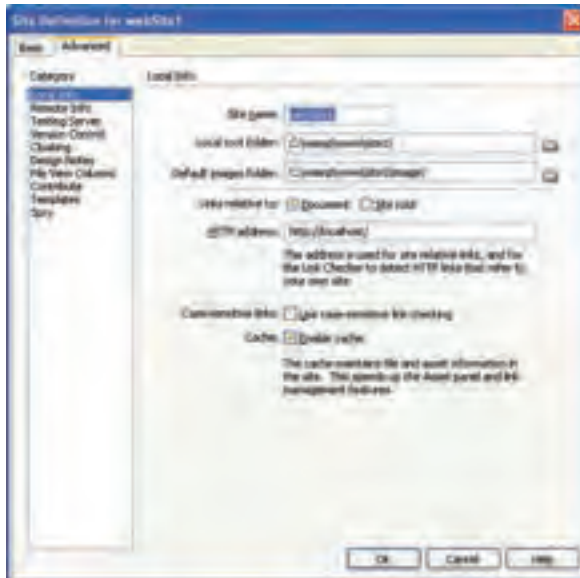 Site Definition for webSite1
Basic Advanced
Category
Local Info
Remote Info
Testing Server
Version Control
Cloaking
Design Notes
File View Columns
Contribute
Templates
Spry
Local Info
Site name:
Local root folder:
Default images folder:
Links relative to: Document Site root
HTTP address: http://localhost/
The address is used for site relative links, and for
the Link Checker to detect HTTP links that refer to
your own site
Case-sensitive links: Use case-sensitive link checking
Cache: Enable cache
The cache maintains file and asset information in
the site. This speeds up the Asset panel and link
management features
OK Cancel Help